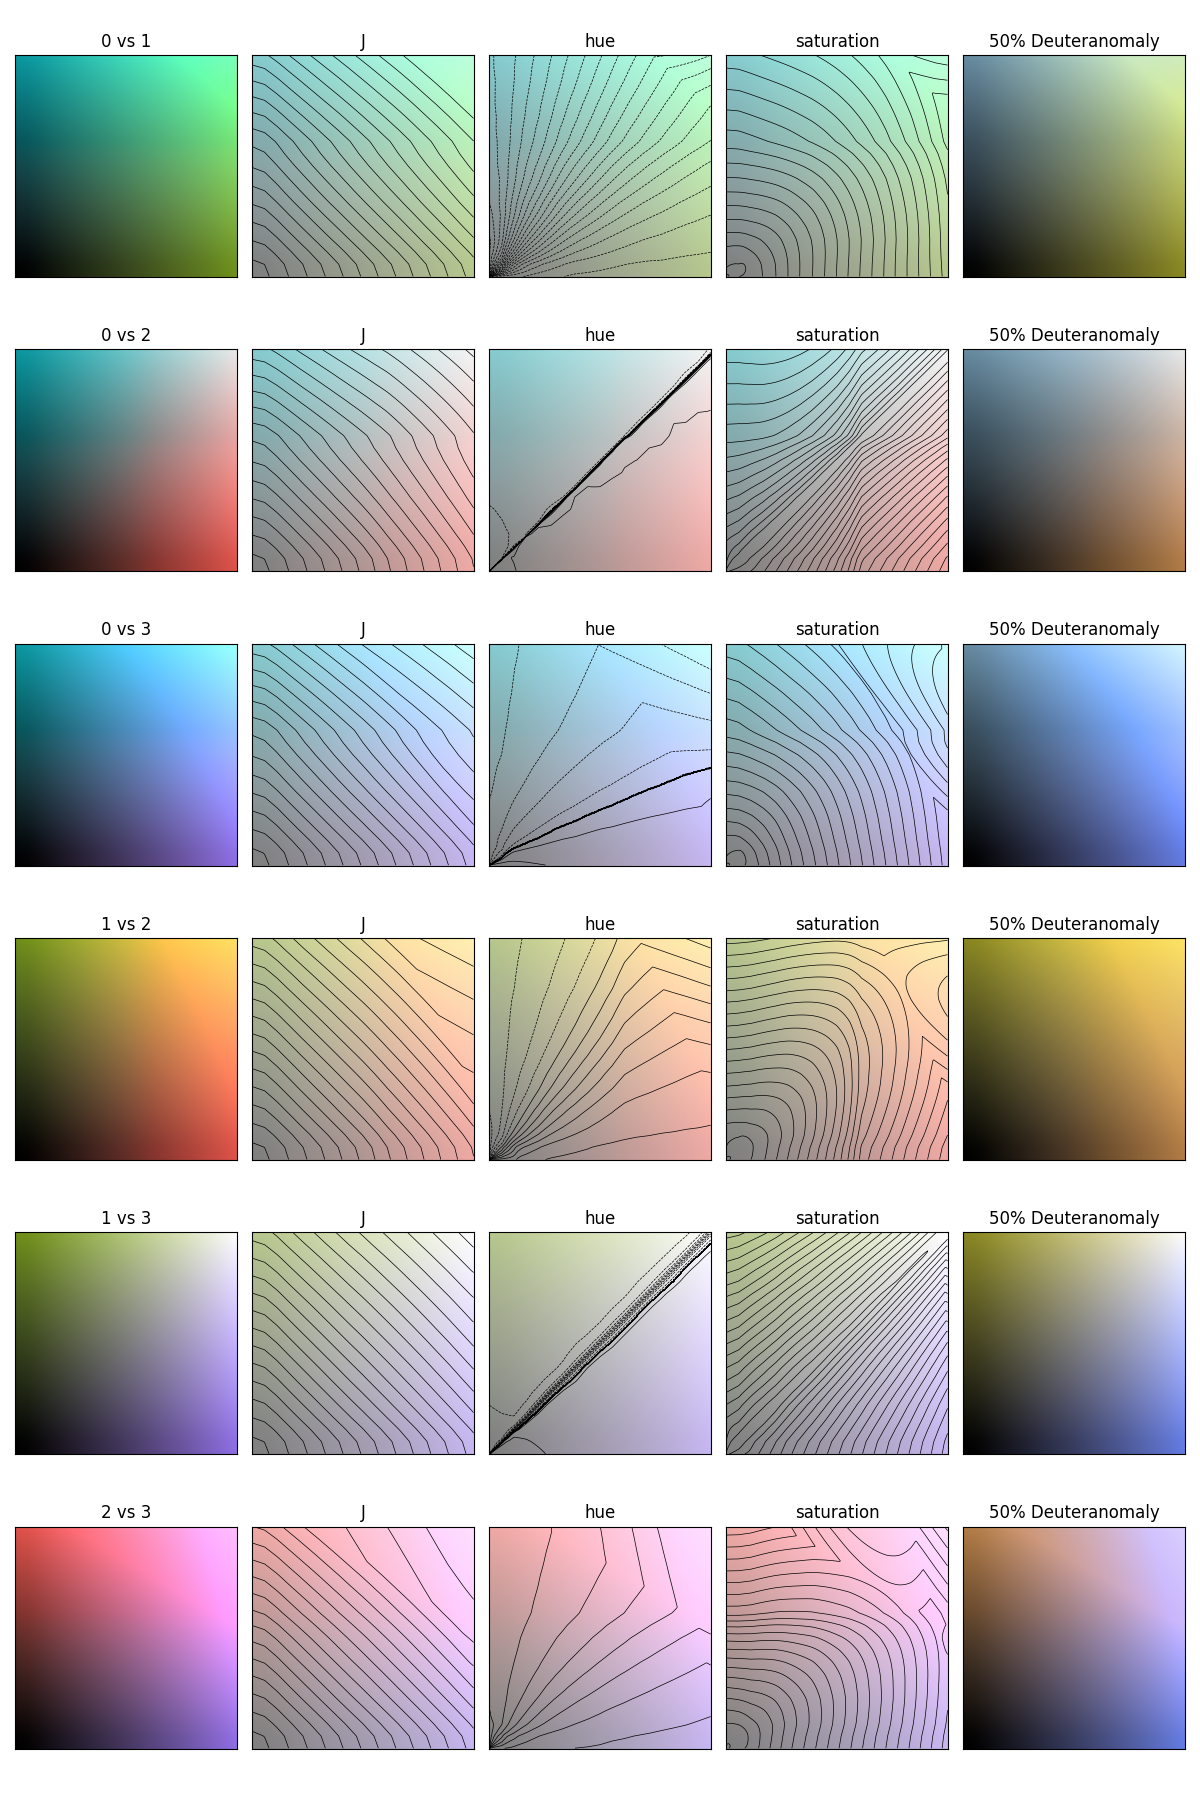 0 vs 1 J hue saturation 50% Deuteranomaly
0 vs 2 J hue saturation 50% Deuteranomaly
0 vs 3 J hue saturation 50% Deuteranomaly
1 vs 2 J hue saturation 50% Deuteranomaly
1 vs 3 J hue saturation 50% Deuteranomaly
2 vs 3 J hue saturation 50% Deuteranomaly